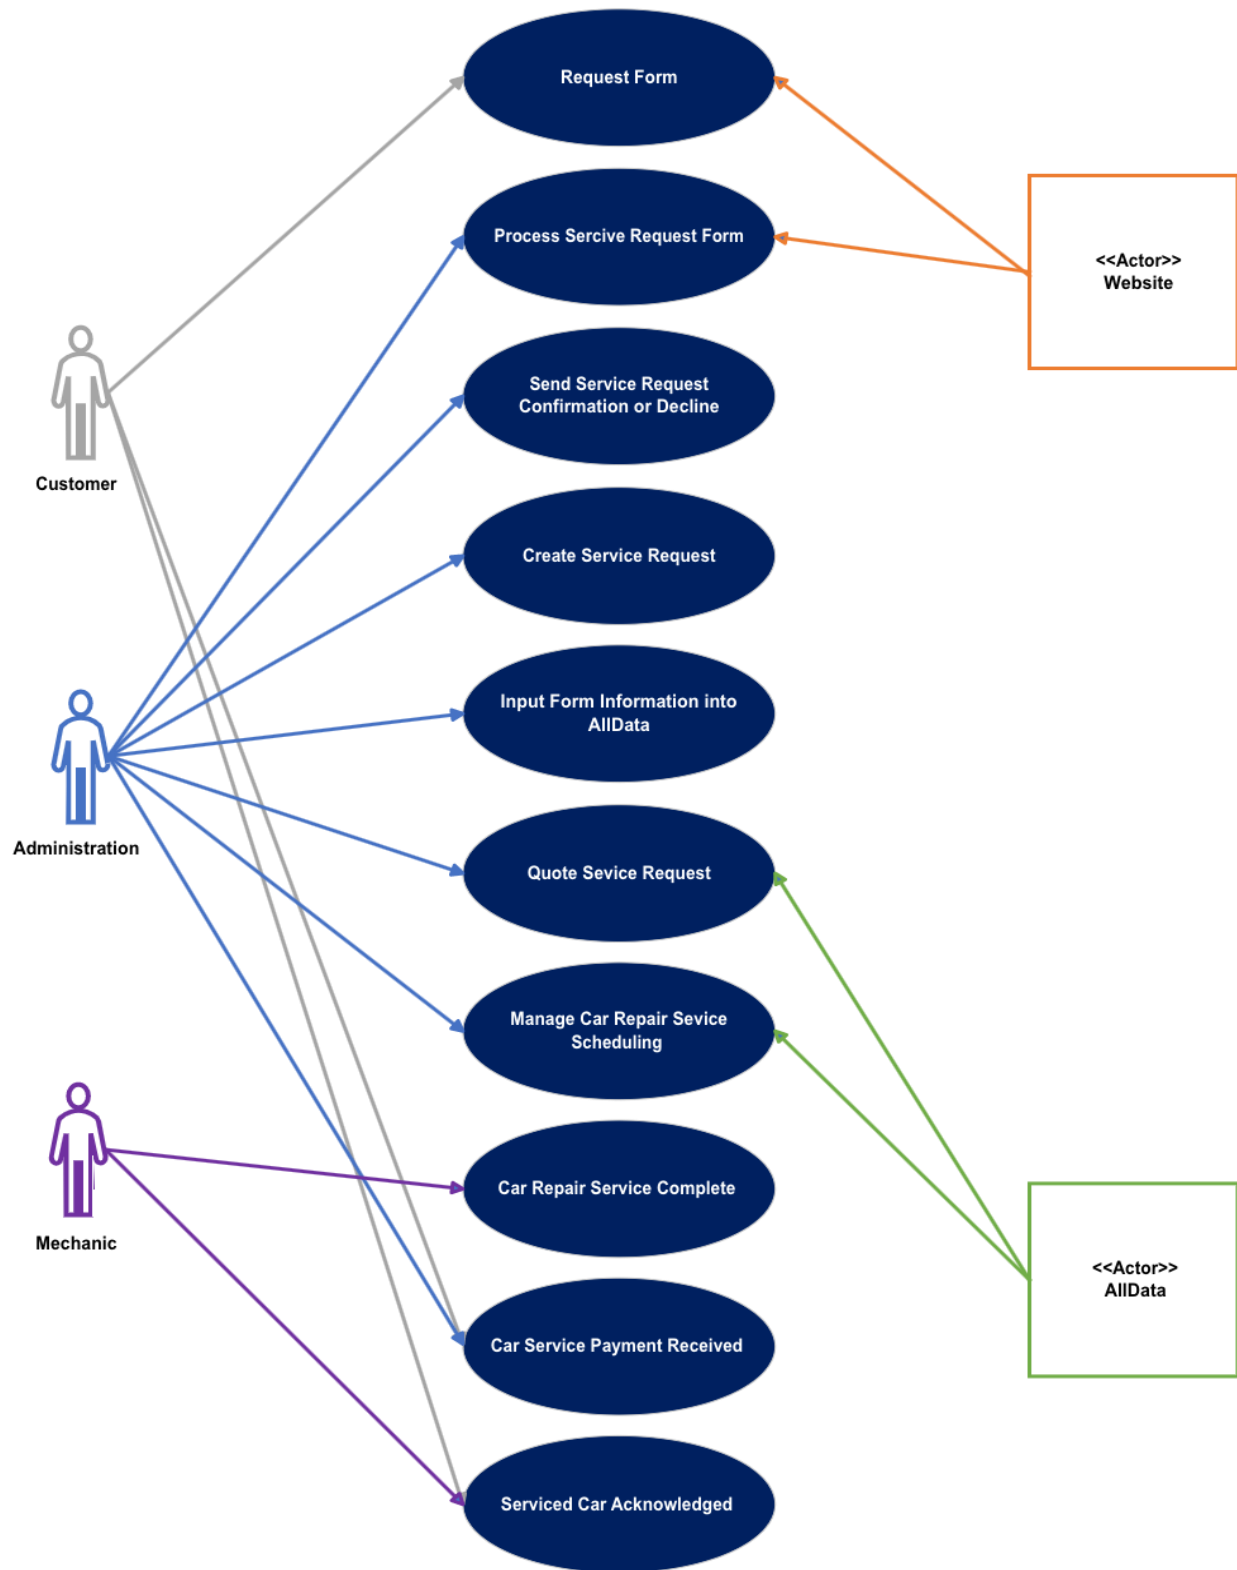 Request Form
Process Sercive Request Form
<<Actor>>
Website
Send Service Request
Confirmation or Decline
Customer
Create Service Request
Input Form Information into
AllData
Administration
Quote Sevice Request
Manage Car Repair Sevice
Scheduling
Car Repair Service Complete
Mechanic
<<Actor>>
AllData
Car Service Payment Received
Serviced Car Acknowledged